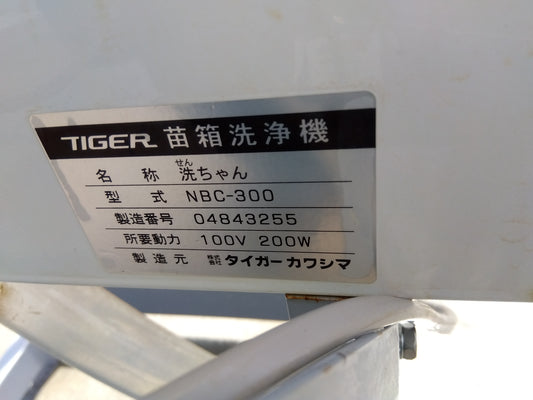 TIGER 苗箱洗浄機
せん
名称 洗ちゃん
型式 NBC-300
製造番号 04843255
所要動力 100V 200W
製造元 株式会社 タイガーカワシマ